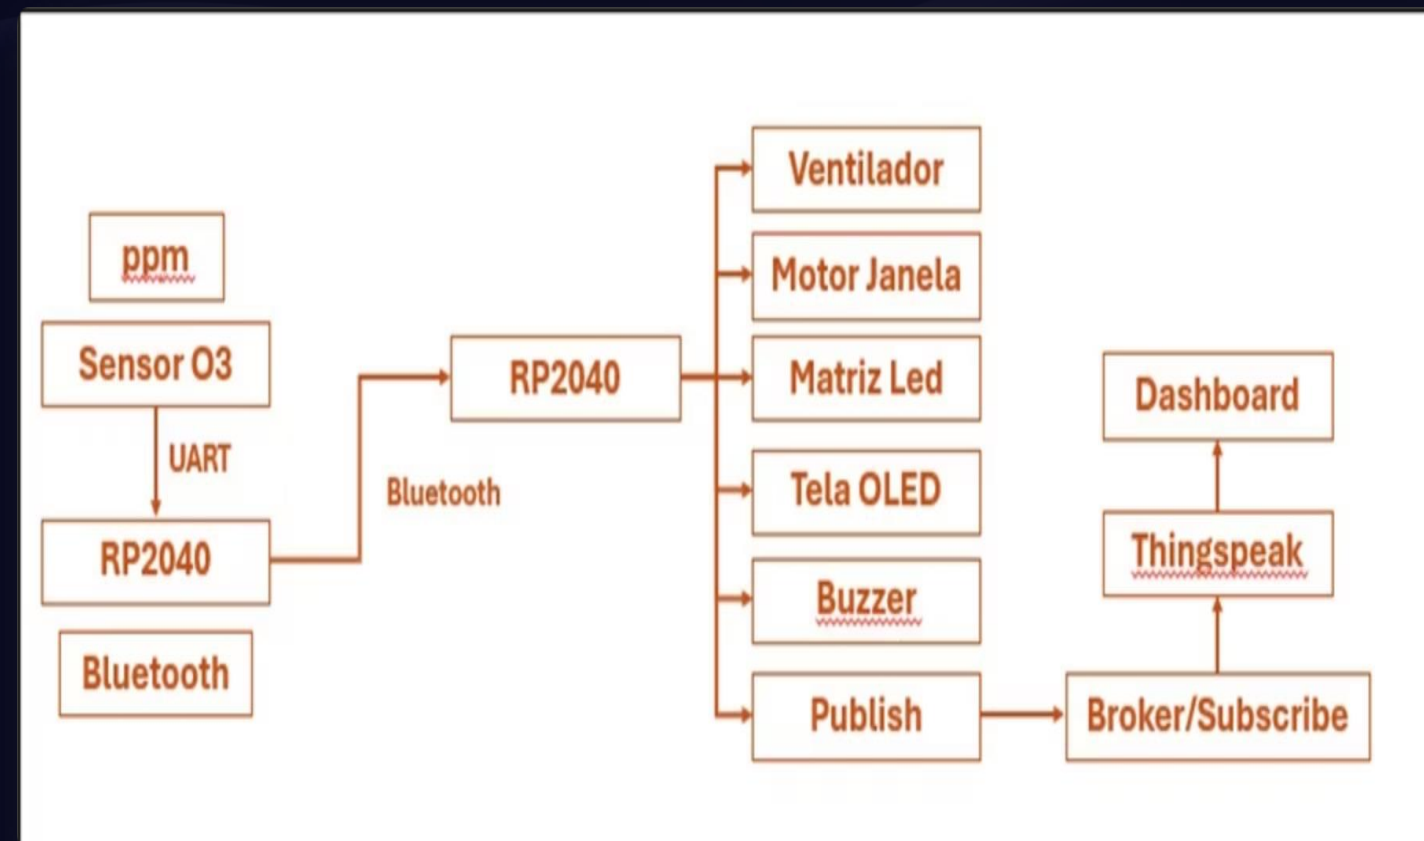 ppm
Sensor O3
UART
RP2040
Bluetooth
Bluetooth
RP2040
Ventilador
Motor Janela
Matriz Led
Tela OLED
Buzzer
Publish
Broker/Subscribe
Thingspeak
Dashboard